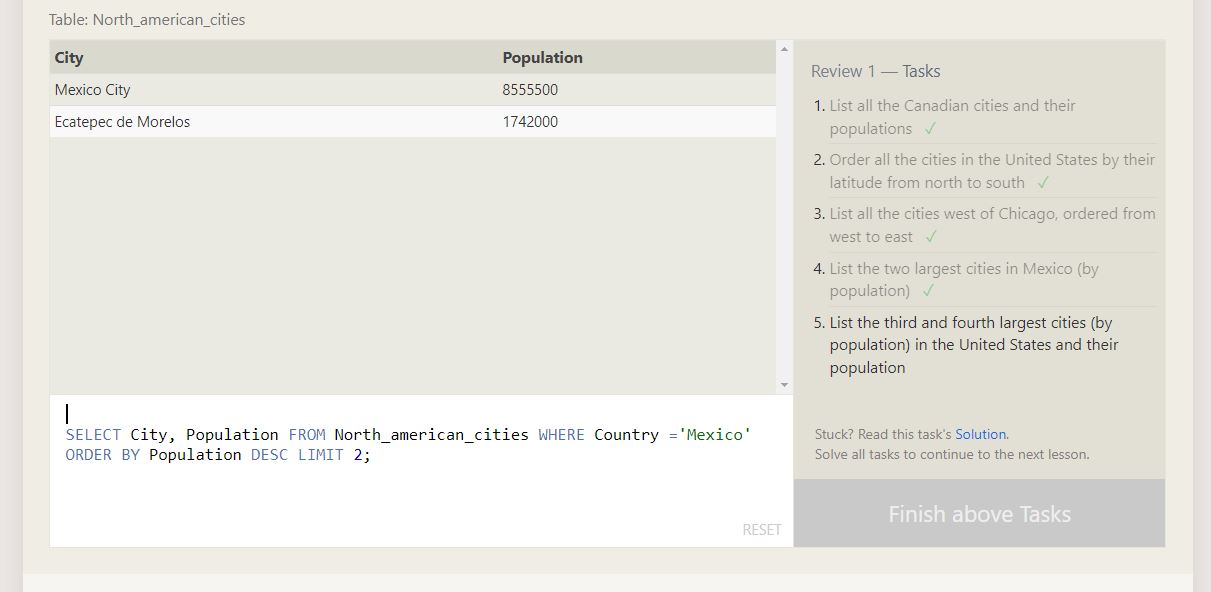 Table: North_american_cities
City Population
Mexico City 8555500
Ecatepec de Morelos 1742000
SELECT City, Population FROM North_american_cities WHERE Country ='Mexico'
ORDER BY Population DESC LIMIT 2;
RESET
Review 1 — Tasks
1. List all the Canadian cities and their
populations ✓
2. Order all the cities in the United States by their
latitude from north to south ✓
3. List all the cities west of Chicago, ordered from
west to east ✓
4. List the two largest cities in Mexico (by
population) ✓
5. List the third and fourth largest cities (by
population) in the United States and their
population
Stuck? Read this task's Solution.
Solve all tasks to continue to the next lesson.
Finish above Tasks